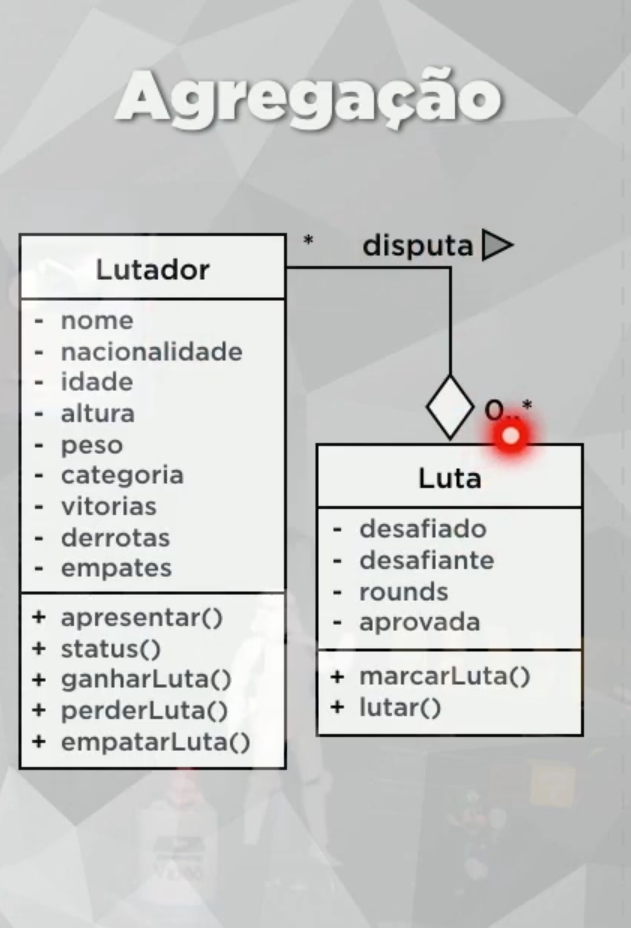 Agregação
* disputa
Lutador
- nome
- nacionalidade
- idade
- altura
- peso
- categoria
- vitorias
- derrotas
- empates
+ apresentar()
+ status()
+ ganharLuta()
+ perderLuta()
+ empatarLuta()
0..*
Luta
- desafiado
- desafiante
- rounds
- aprovada
+ marcarLuta()
+ lutar()